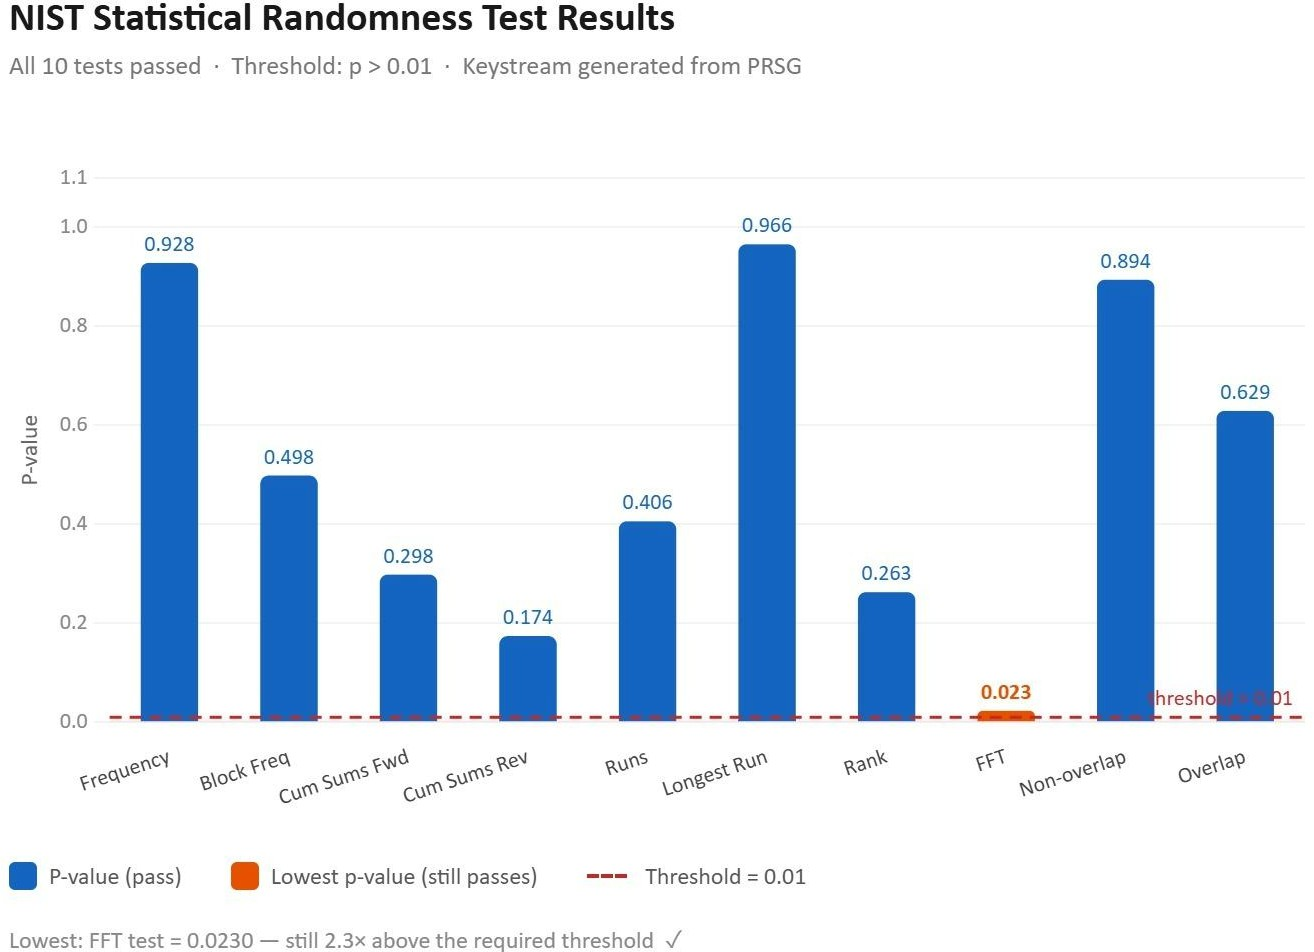 NIST Statistical Randomness Test Results
All 10 tests passed · Threshold: p > 0.01 · Keystream generated from PRSG
1.1
1.0
0.8
0.6
0.4
0.2
0.0
P-value
0.928
0.498
0.298
0.174
0.406
0.966
0.263
0.023
0.894
0.629
threshold = 0.01
Frequency
Block Freq
Cum Sums Fwd
Cum Sums Rev
Runs
Longest Run
Rank
FFT
Non-overlap
Overlap
P-value (pass)
Lowest p-value (still passes)
Threshold = 0.01
Lowest: FFT test = 0.0230 — still 2.3× above the required threshold ✓